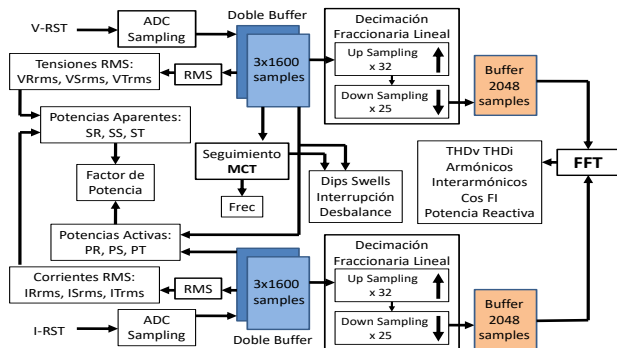 V-RST
ADC
Sampling
Doble Buffer
3x1600
samples
Decimación
Fraccionaria Lineal
Up Sampling
x 32
Down Sampling
x 25
Buffer
2048
samples
Tensiones RMS:
VRrms, VSrms, VTrms
RMS
Potencias Aparentes:
SR, SS, ST
Factor de
Potencia
Seguimiento
MCT
Frec
Dips Swells
Interrupción
Desbalance
THDv THDi
Armónicos
Interarmónicos
Cos FI
Potencia Reactiva
FFT
Potencias Activas:
PR, PS, PT
Corrientes RMS:
IRrms, ISrms, ITrms
RMS
3x1600
samples
Doble Buffer
Decimación
Fraccionaria Lineal
Up Sampling
x 32
Down Sampling
x 25
Buffer
2048
samples
I-RST
ADC
Sampling